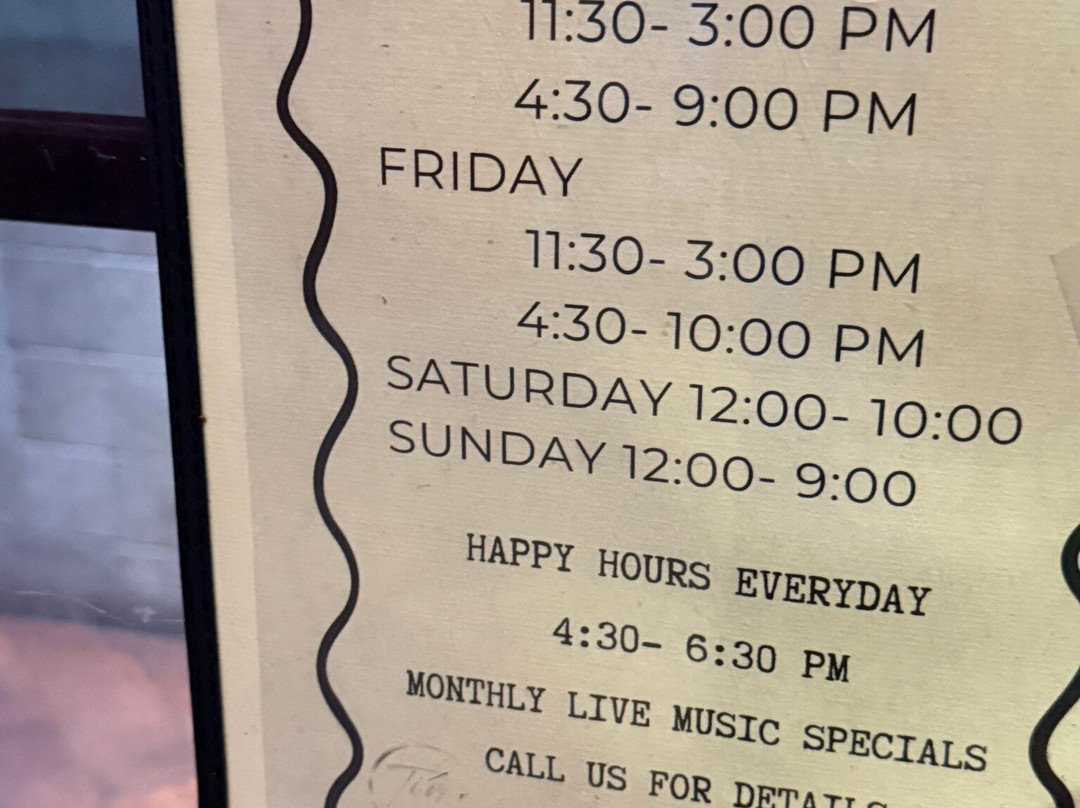 11:30- 3:00 PM
4:30- 9:00 PM
FRIDAY
11:30- 3:00 PM
4:30- 10:00 PM
SATURDAY 12:00- 10:00
SUNDAY 12:00- 9:00
HAPPY HOURS EVERYDAY
4:30- 6:30 PM
MONTHLY LIVE MUSIC SPECIALS
CALL US FOR DETAILS